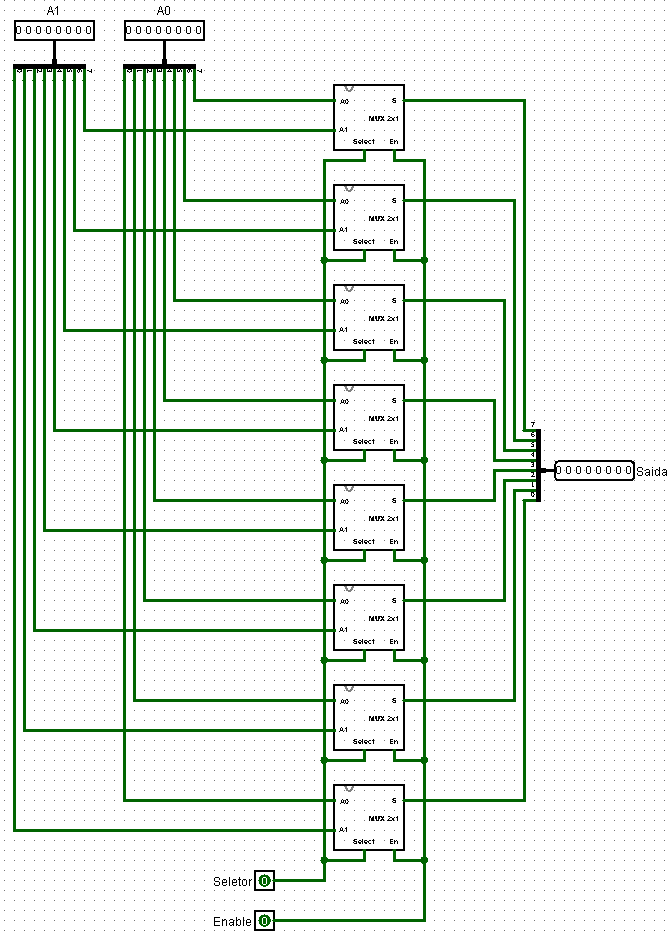 A1 A0
00000000 00000000
0 1 2 3 4 5 6 7 0 1 2 3 4 5 6 7
A0 S
MUX 2x1
A1
Select En
A0 S
MUX 2x1
A1
Select En
A0 S
MUX 2x1
A1
Select En
A0 S
MUX 2x1
A1
Select En
7
6
5
4
3
2
1
0
00000000 Saida
A0 S
MUX 2x1
A1
Select En
A0 S
MUX 2x1
A1
Select En
A0 S
MUX 2x1
A1
Select En
A0 S
MUX 2x1
A1
Select En
Seletor 0
Enable 0